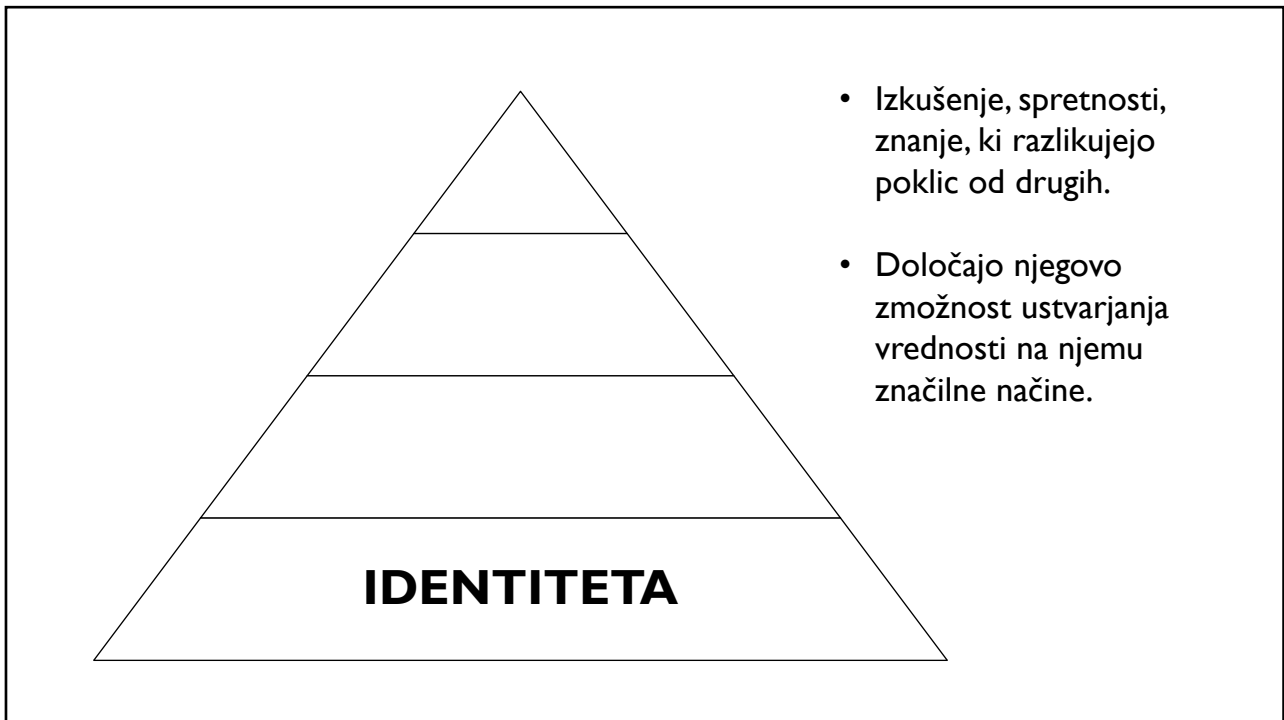 • Izkušenje, spretnosti,
znanje, ki razlikujejo
poklic od drugih.
• Določajo njegovo
zmožnost ustvarjanja
vrednosti na njemu
značilne načine.
IDENTITETA